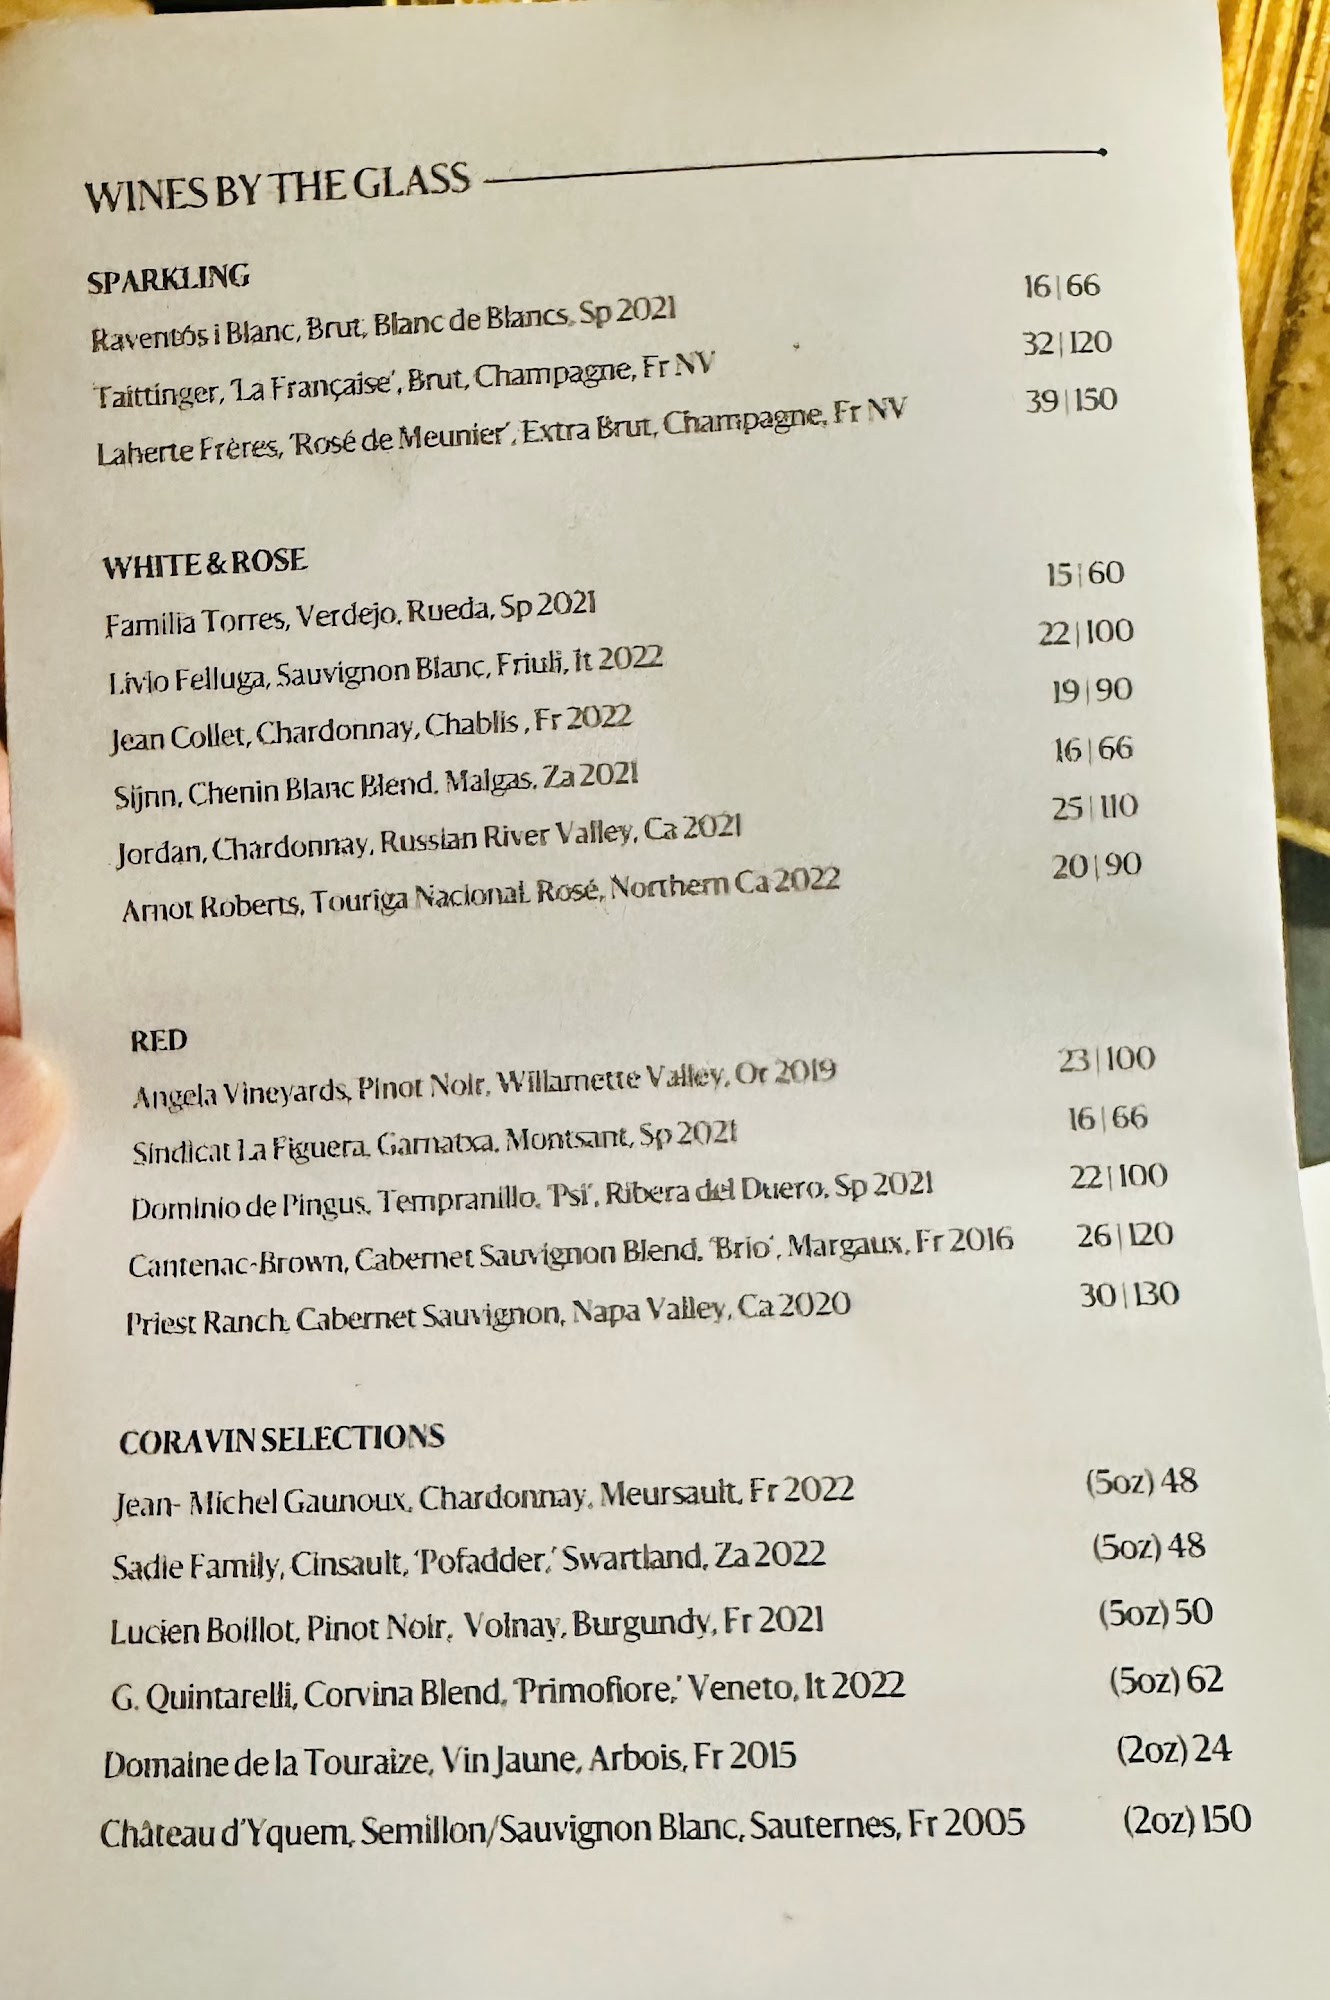 WINES BY THE GLASS
SPARKLING
Raventós i Blanc, Brut, Blanc de Blancs, Sp 2021 16|66
Taittinger, 'La Française', Brut, Champagne, Fr NV 32|120
Laherte Frères, 'Rosé de Meunier', Extra Brut, Champagne, Fr NV 39|150
WHITE & ROSE
Familia Torres, Verdejo, Rueda, Sp 2021 15|60
Livio Felluga, Sauvignon Blanc, Friuli, It 2022 22|100
Jean Collet, Chardonnay, Chablis , Fr 2022 19|90
Sijnn, Chenin Blanc Blend, Malgas, Za 2021 16|66
Jordan, Chardonnay, Russian River Valley, Ca 2021 25|110
Arnot Roberts, Touriga Nacional, Rosé, Northern Ca 2022 20|90
RED
Angela Vineyards, Pinot Noir, Willamette Valley, Or 2019 23|100
Sindicat La Figuera, Garnatxa, Montsant, Sp 2021 16|66
Dominio de Pingus, Tempranillo, 'Psi', Ribera del Duero, Sp 2021 22|100
Cantenac-Brown, Cabernet Sauvignon Blend, 'Brio', Margaux, Fr 2016 26|120
Priest Ranch, Cabernet Sauvignon, Napa Valley, Ca 2020 30|130
CORAVIN SELECTIONS
Jean- Michel Gaunoux, Chardonnay, Meursault, Fr 2022 (5oz) 48
Sadie Family, Cinsault, 'Pofadder,' Swartland, Za 2022 (5oz) 48
Lucien Boillot, Pinot Noir, Volnay, Burgundy, Fr 2021 (5oz) 50
G. Quintarelli, Corvina Blend, 'Primofiore,' Veneto, It 2022 (5oz) 62
Domaine de la Touraize, Vin Jaune, Arbois, Fr 2015 (2oz) 24
Château d'Yquem, Semillon/Sauvignon Blanc, Sauternes, Fr 2005 (2oz) 150